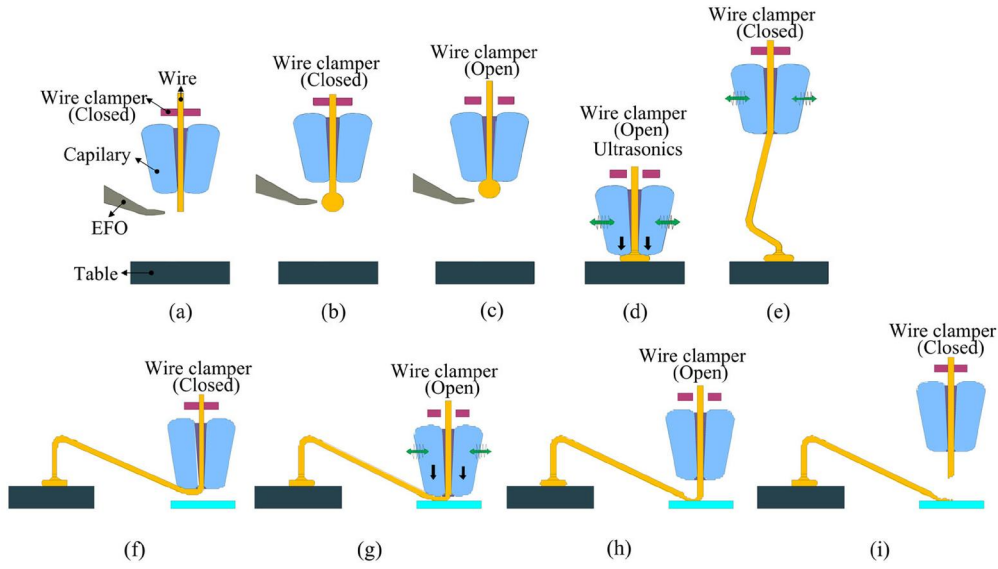 Wire
Wire clamper
(Closed)
Capilary
EFO
Table
(a)
Wire clamper
(Closed)
(b)
Wire clamper
(Open)
(c)
Wire clamper
(Open)
Ultrasonics
(d)
Wire clamper
(Closed)
(e)
Wire clamper
(Closed)
(f)
Wire clamper
(Open)
(g)
Wire clamper
(Open)
(h)
Wire clamper
(Closed)
(i)